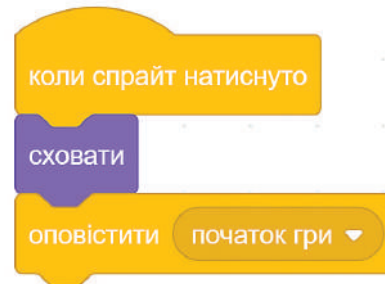 коли спрайт натиснуто
сховати
оповістити початок гри